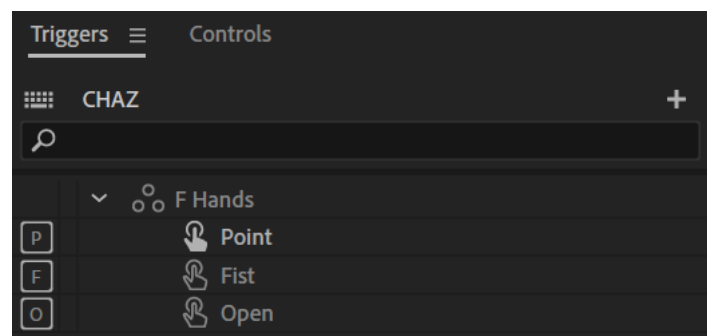 Triggers Controls
CHAZ
F Hands
P Point
F Fist
O Open